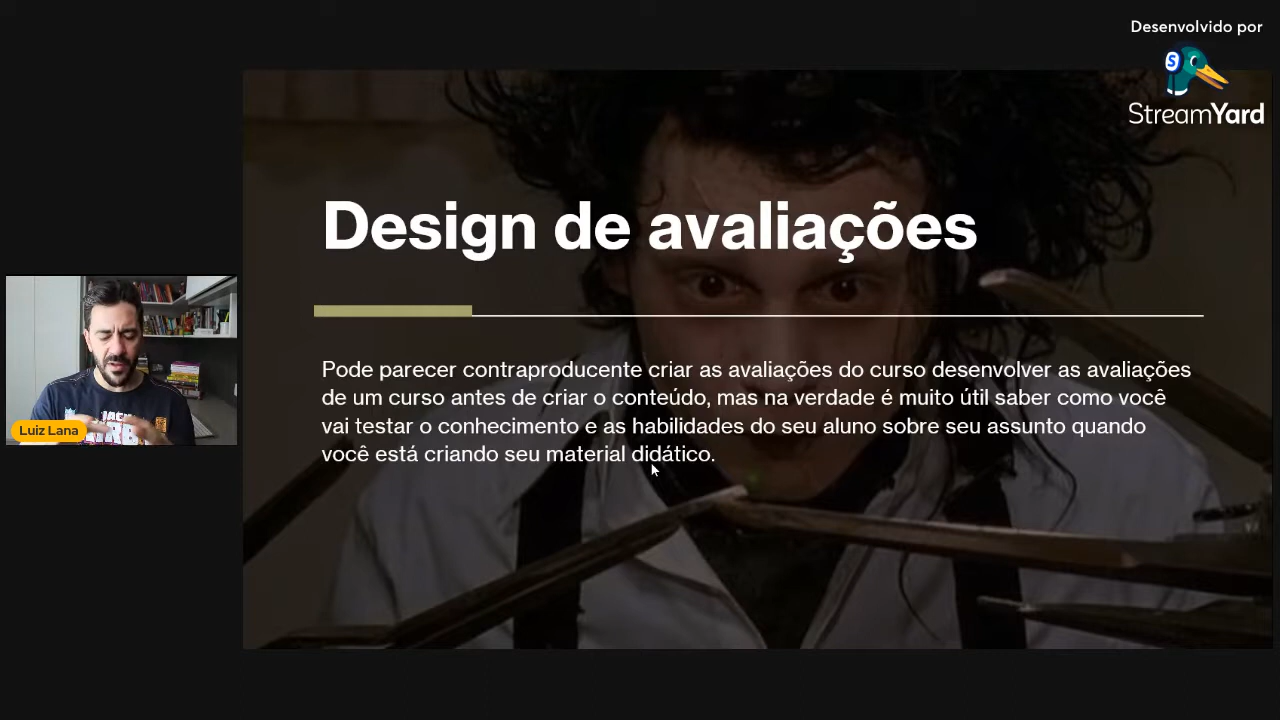 Desenvolvido por
StreamYard
Design de avaliações
Pode parecer contraproducente criar as avaliações do curso desenvolver as avaliações
de um curso antes de criar o conteúdo, mas na verdade é muito útil saber como você
vai testar o conhecimento e as habilidades do seu aluno sobre seu assunto quando
você está criando seu material didático.
Luiz Lana